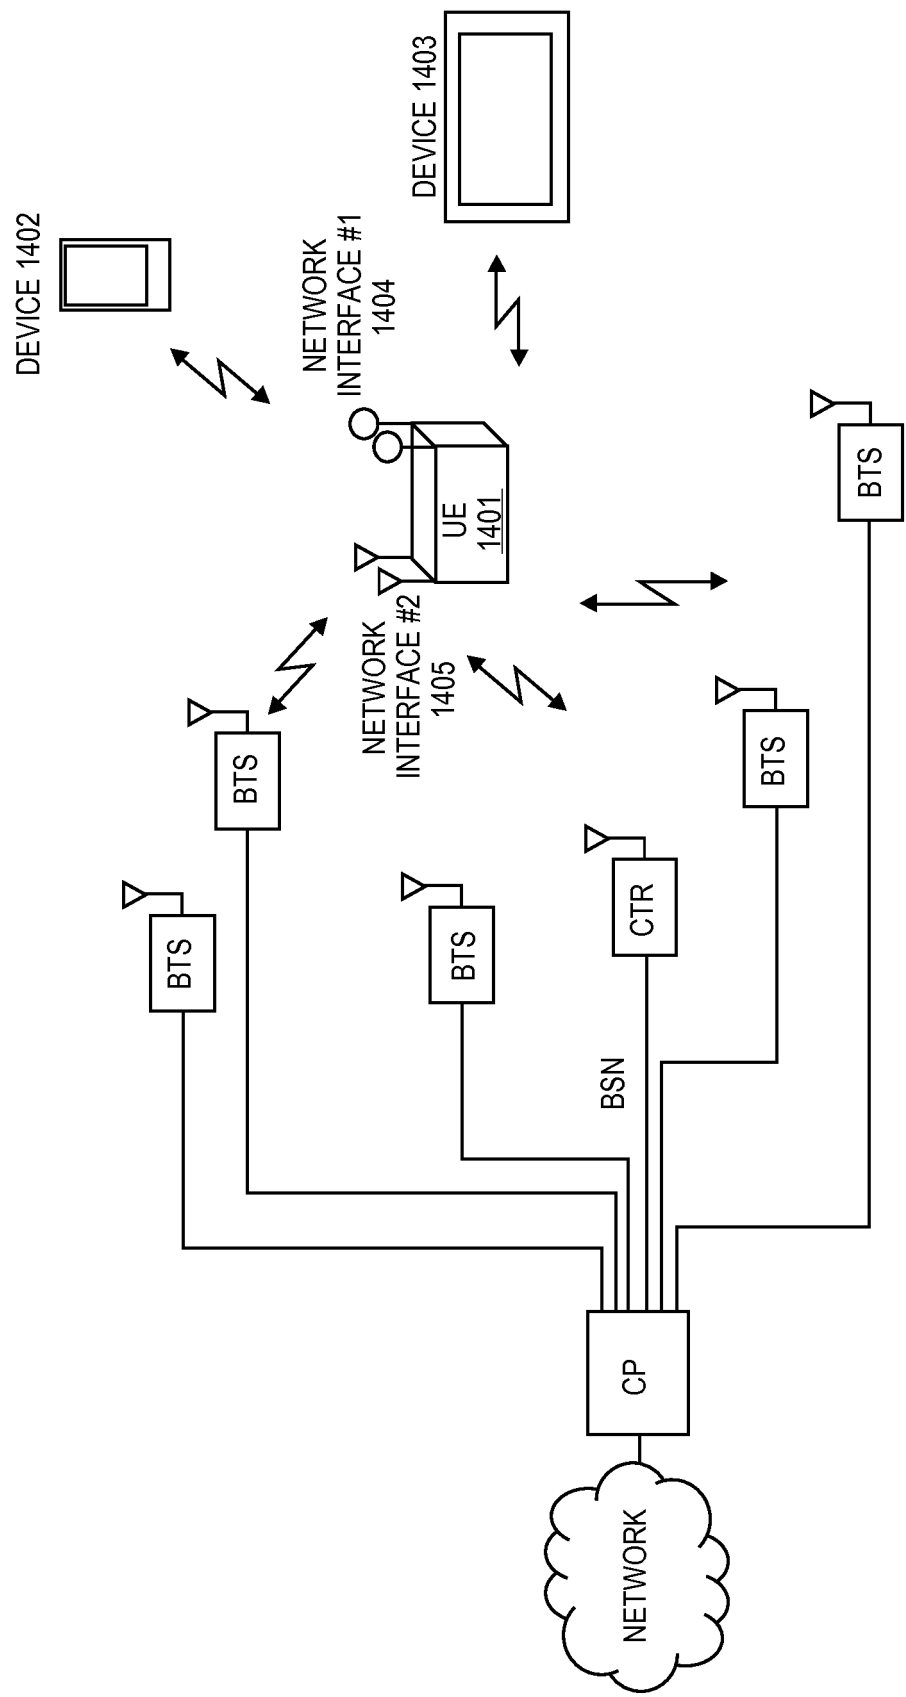 DEVICE 1402
DEVICE 1403
NETWORK
INTERFACE #1
1404
UE
1401
NETWORK
INTERFACE #2
1405
BTS
BTS
BTS
CTR
BTS
BTS
BSN
CP
NETWORK